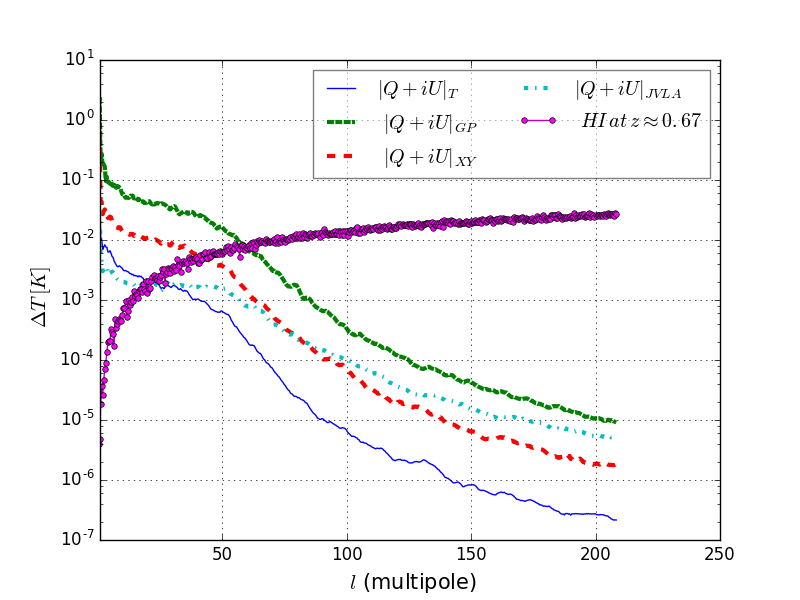 10^1
10^0
10^-1
10^-2
10^-3
10^-4
10^-5
10^-6
10^-7
ΔT [K]
|Q + iU|_T
|Q + iU|_GP
|Q + iU|_XY
|Q + iU|_JVLA
HI at z ≈ 0.67
50 100 150 200 250
l (multipole)